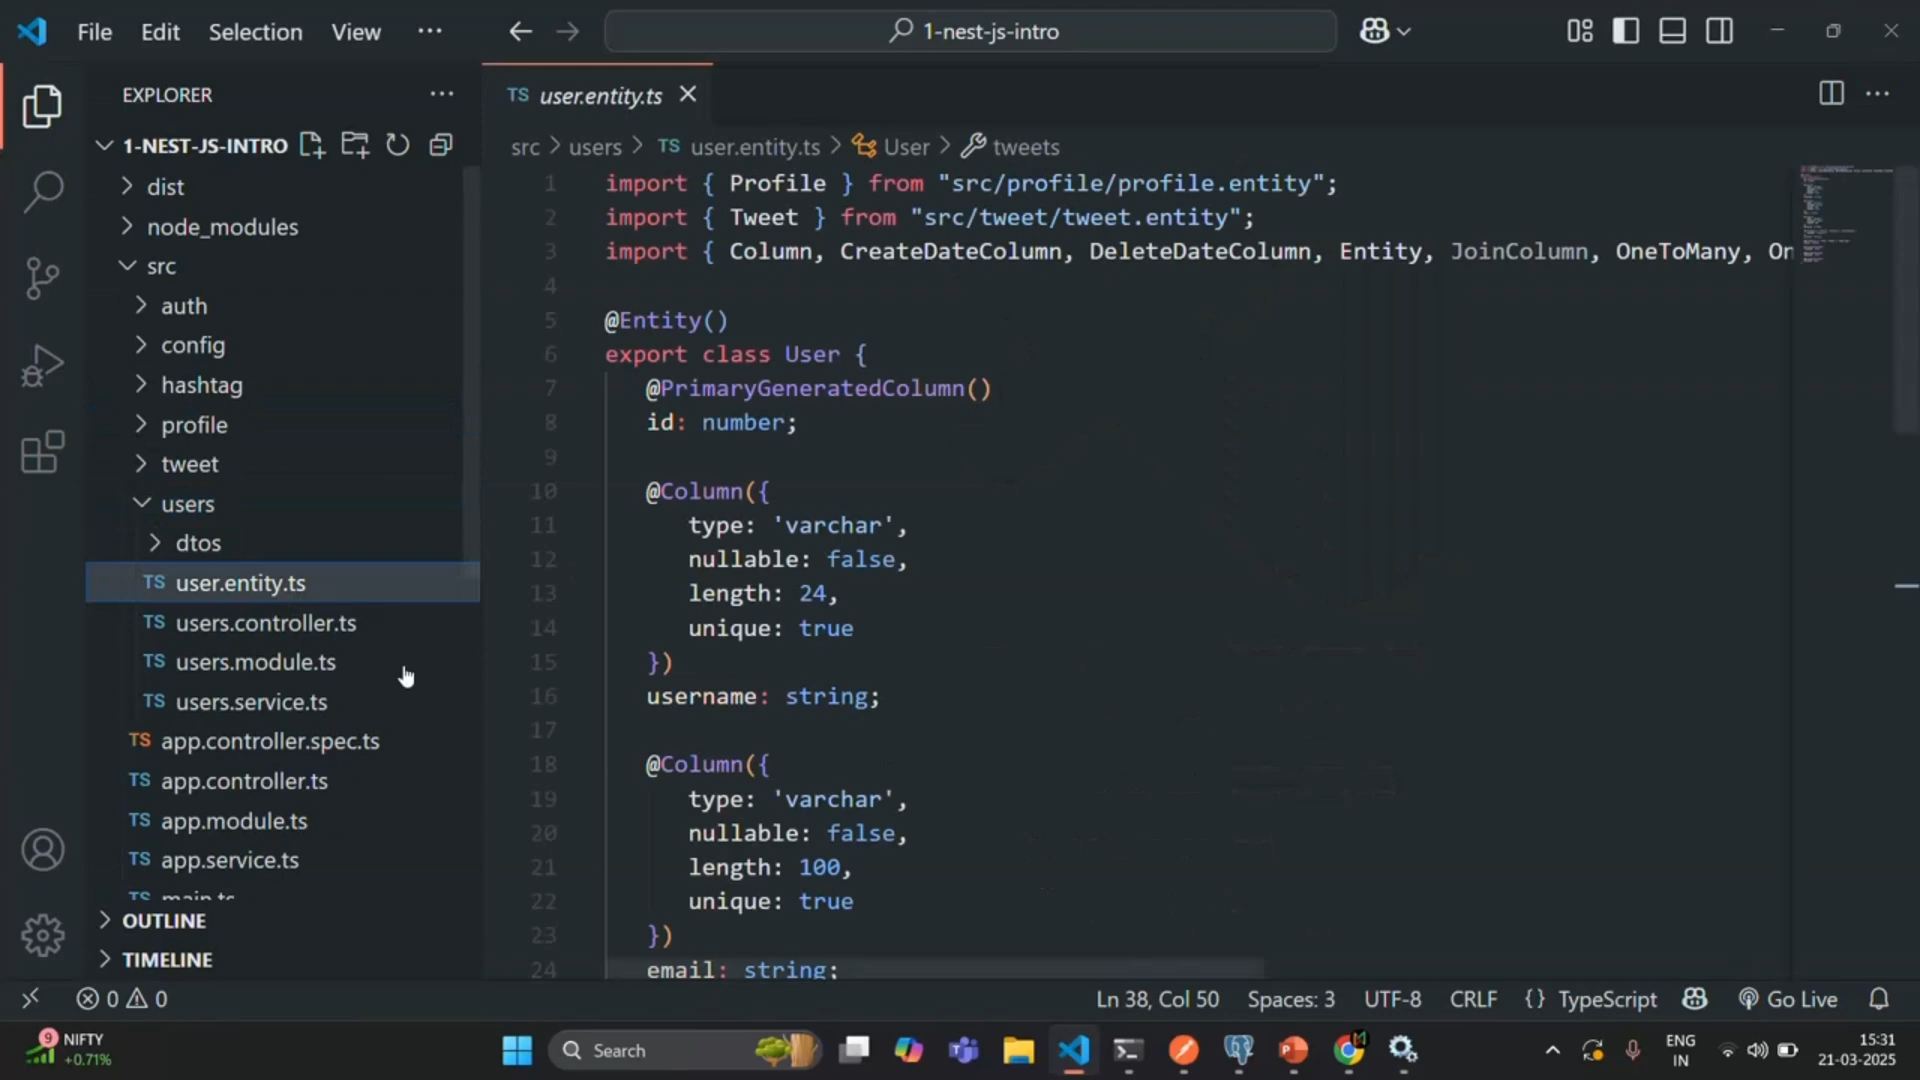 File Edit Selection View ...
1-nest-js-intro
EXPLORER
1-NEST-JS-INTRO
dist
node_modules
src
auth
config
hashtag
profile
tweet
users
dtos
TS user.entity.ts
TS users.controller.ts
TS users.module.ts
TS users.service.ts
TS app.controller.spec.ts
TS app.controller.ts
TS app.module.ts
TS app.service.ts
TS main.ts
OUTLINE
TIMELINE
TS user.entity.ts
src > users > TS user.entity.ts > User > tweets
1 import { Profile } from "src/profile/profile.entity";
2 import { Tweet } from "src/tweet/tweet.entity";
3 import { Column, CreateDateColumn, DeleteDateColumn, Entity, JoinColumn, OneToMany, On
4
5 @Entity()
6 export class User {
7 @PrimaryGeneratedColumn()
8 id: number;
9
10 @Column({
11 type: 'varchar',
12 nullable: false,
13 length: 24,
14 unique: true
15 })
16 username: string;
17
18 @Column({
19 type: 'varchar',
20 nullable: false,
21 length: 100,
22 unique: true
23 })
24 email: string;
0 0
Ln 38, Col 50 Spaces: 3 UTF-8 CRLF {} TypeScript Go Live
9 NIFTY
+0.71%
Search
ENG
IN
15:31
21-03-2025